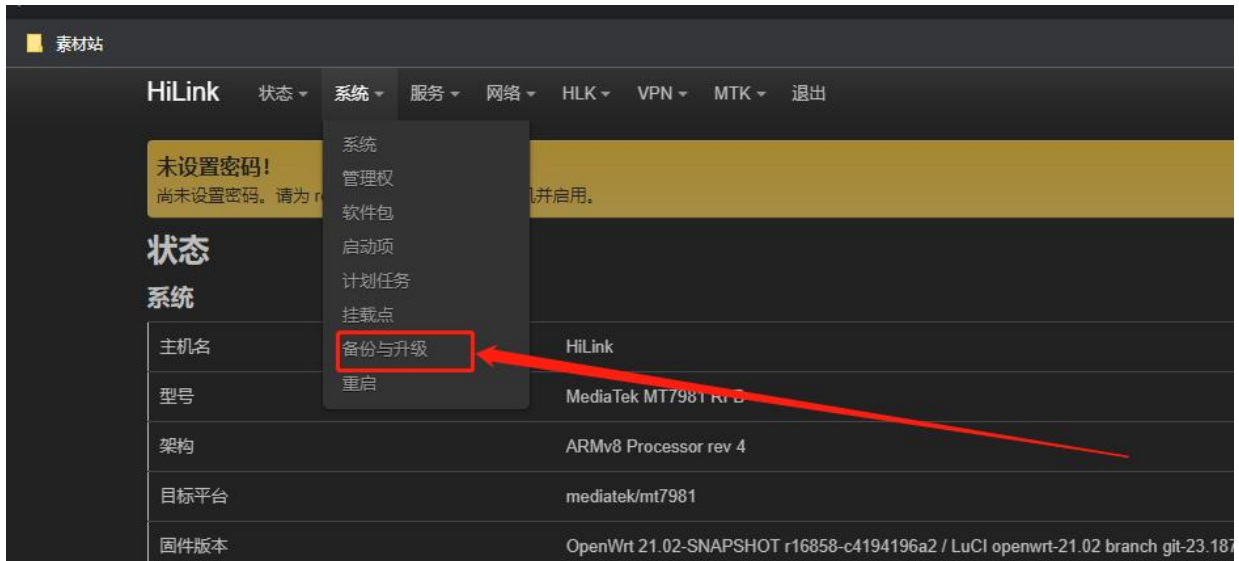 素材站
HiLink 状态 系统 服务 网络 HLK VPN MTK 退出
系统
管理权
软件包
启动项
计划任务
挂载点
备份与升级
重启
未设置密码!
尚未设置密码。请为 并启用。
状态
系统
主机名 HiLink
型号 MediaTek MT7981
架构 ARMv8 Processor rev 4
目标平台 mediatek/mt7981
固件版本 OpenWrt 21.02-SNAPSHOT r16858-c4194196a2 / LuCI openwrt-21.02 branch git-23.187